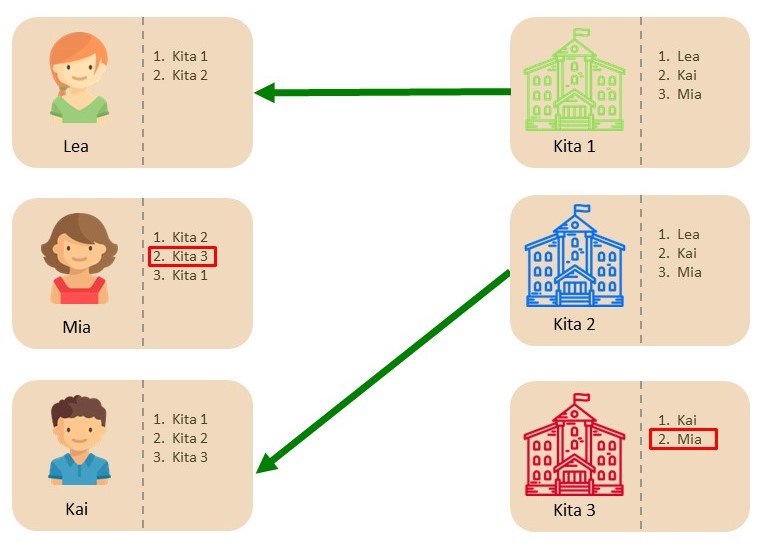 1. Kita 1
2. Kita 2
Lea
1. Lea
2. Kai
3. Mia
Kita 1
1. Kita 2
2. Kita 3
3. Kita 1
Mia
1. Lea
2. Kai
3. Mia
Kita 2
1. Kita 1
2. Kita 2
3. Kita 3
Kai
1. Kai
2. Mia
Kita 3